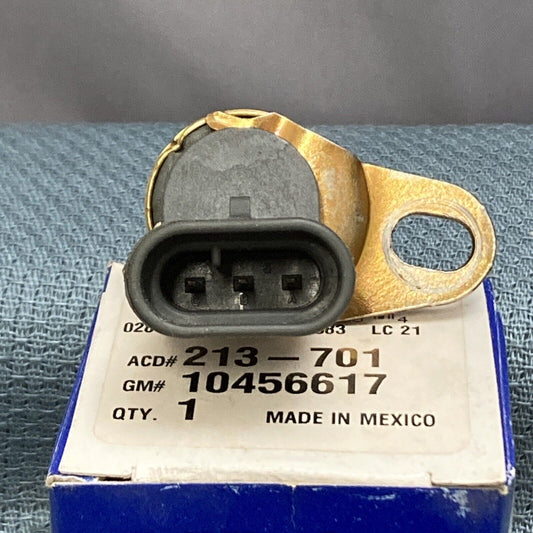 LC 21
ACD# 213-701
GM# 10456617
QTY. 1 MADE IN MEXICO